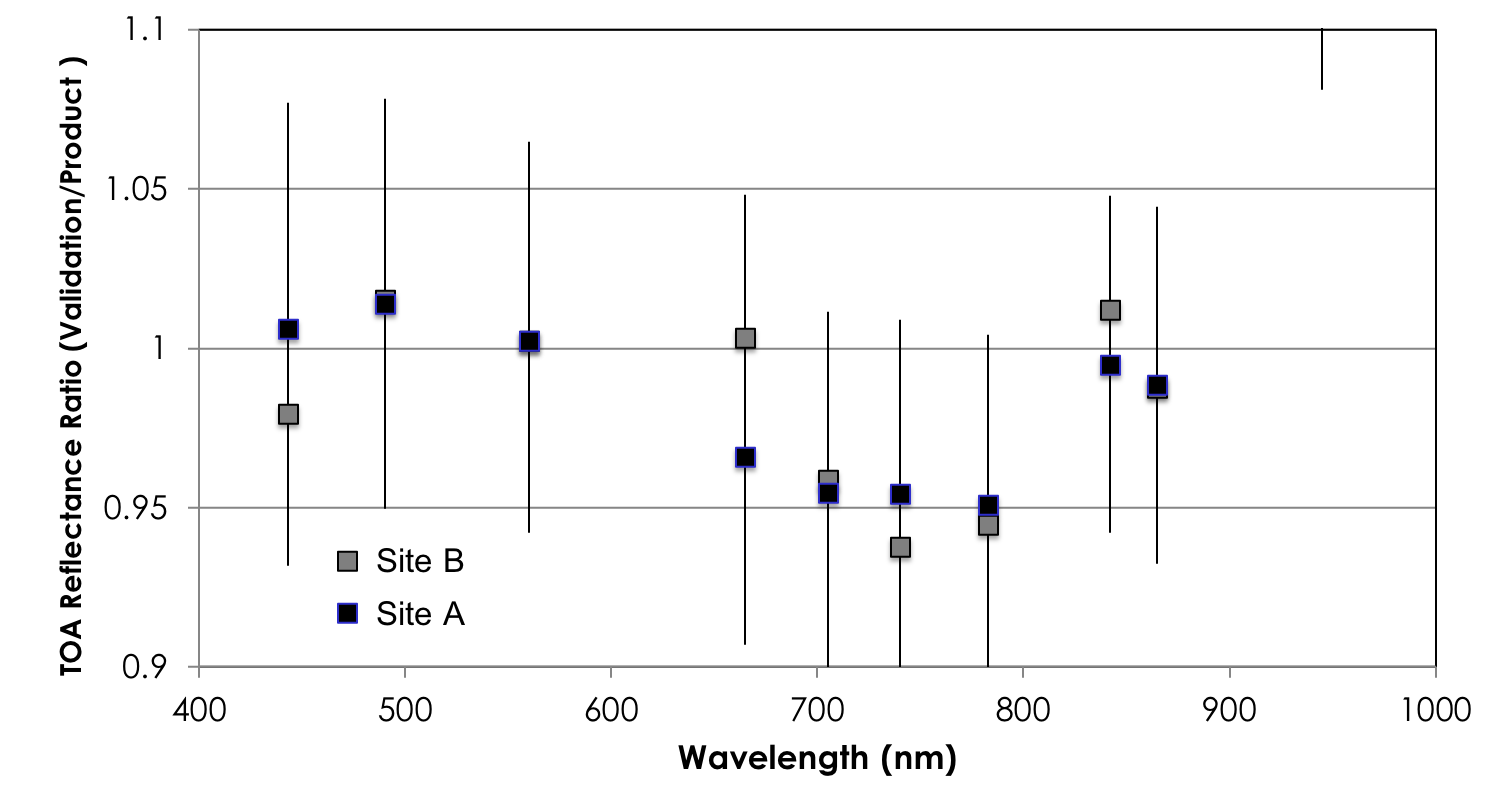 TOA Reflectance Ratio (Validation/Product )
1.1
1.05
1
0.95
0.9
Site B
Site A
400 500 600 700 800 900 1000
Wavelength (nm)